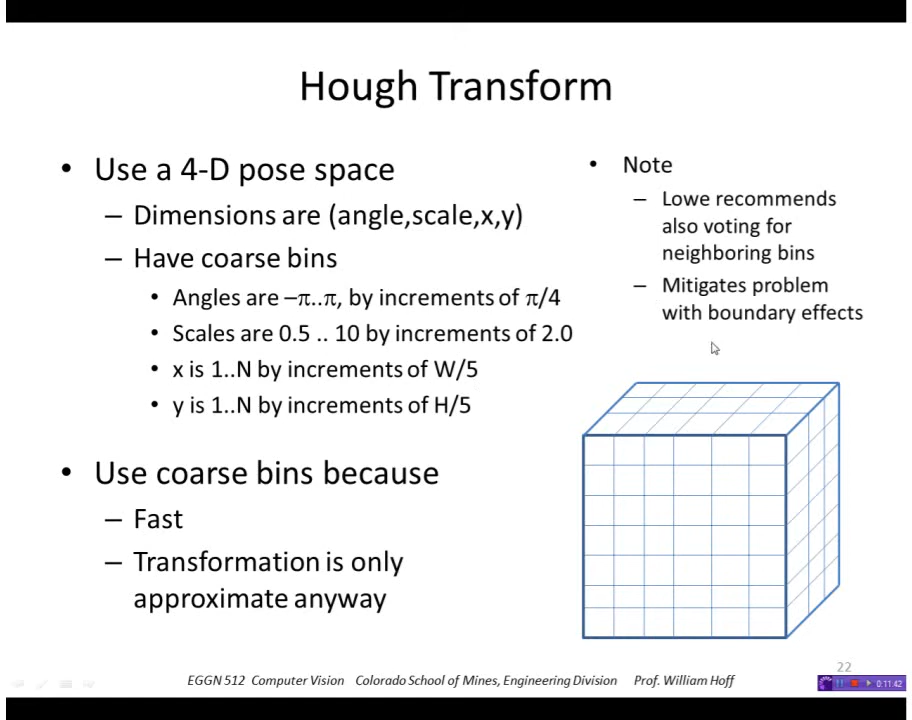 Hough Transform
• Use a 4-D pose space
– Dimensions are (angle,scale,x,y)
– Have coarse bins
• Angles are –π..π, by increments of π/4
• Scales are 0.5 .. 10 by increments of 2.0
• x is 1..N by increments of W/5
• y is 1..N by increments of H/5
• Use coarse bins because
– Fast
– Transformation is only
approximate anyway
• Note
– Lowe recommends
also voting for
neighboring bins
– Mitigates problem
with boundary effects
22
EGGN 512 Computer Vision Colorado School of Mines, Engineering Division Prof. William Hoff
0:11:42